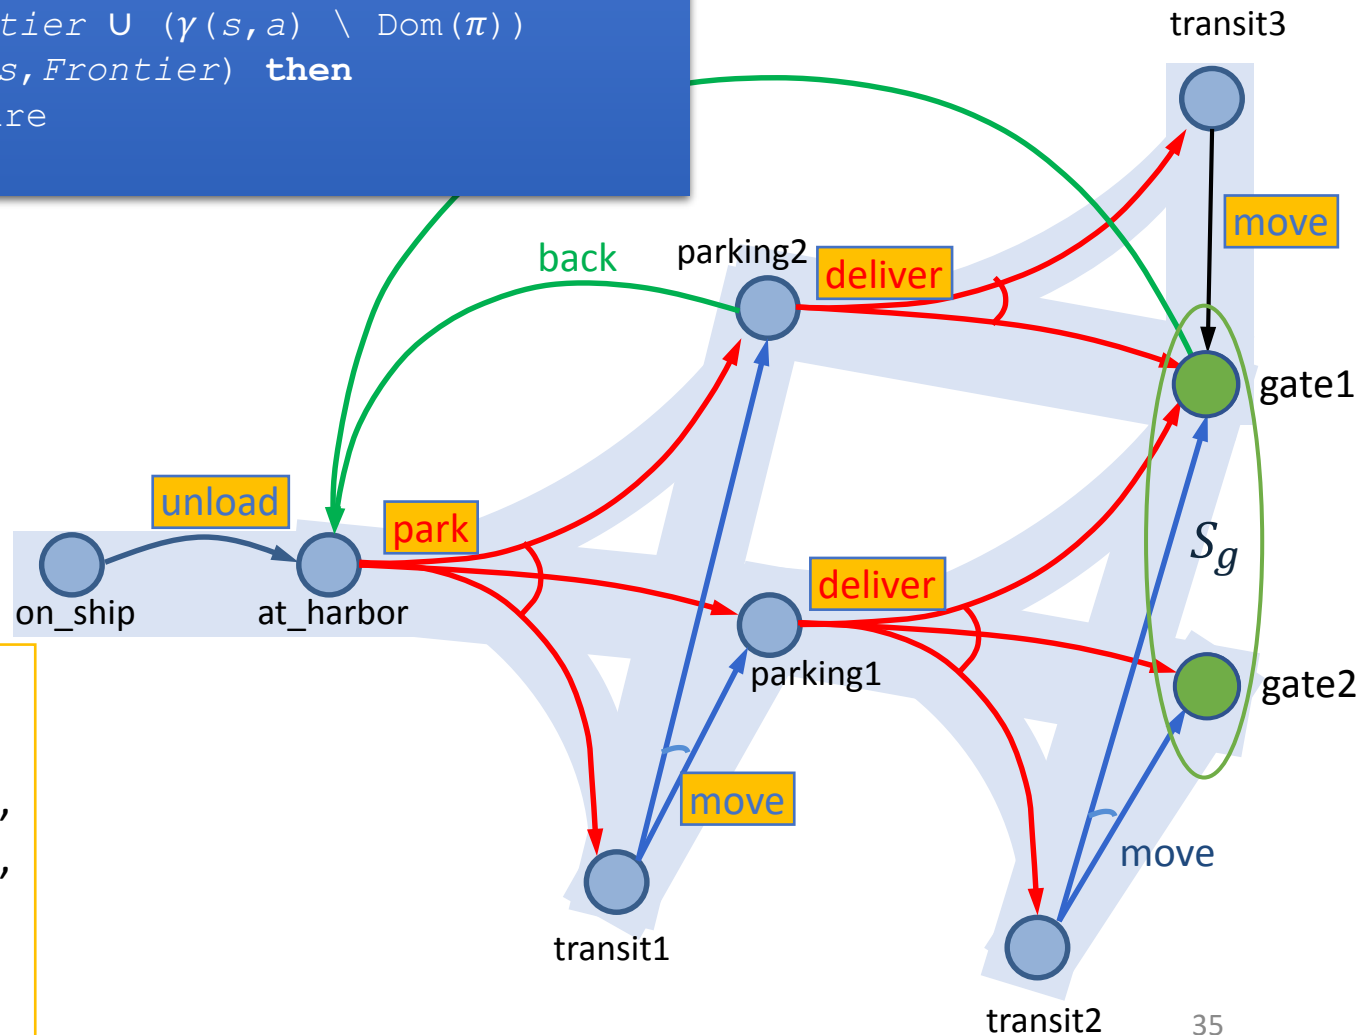 tier ∪ (γ(s,a) \ Dom(π))
s,Frontier) then
re
transit3
move
parking2
back
deliver
gate1
unload
park
S_g
on_ship
at_harbor
deliver
parking1
gate2
,
,
move
move
transit1
transit2
35